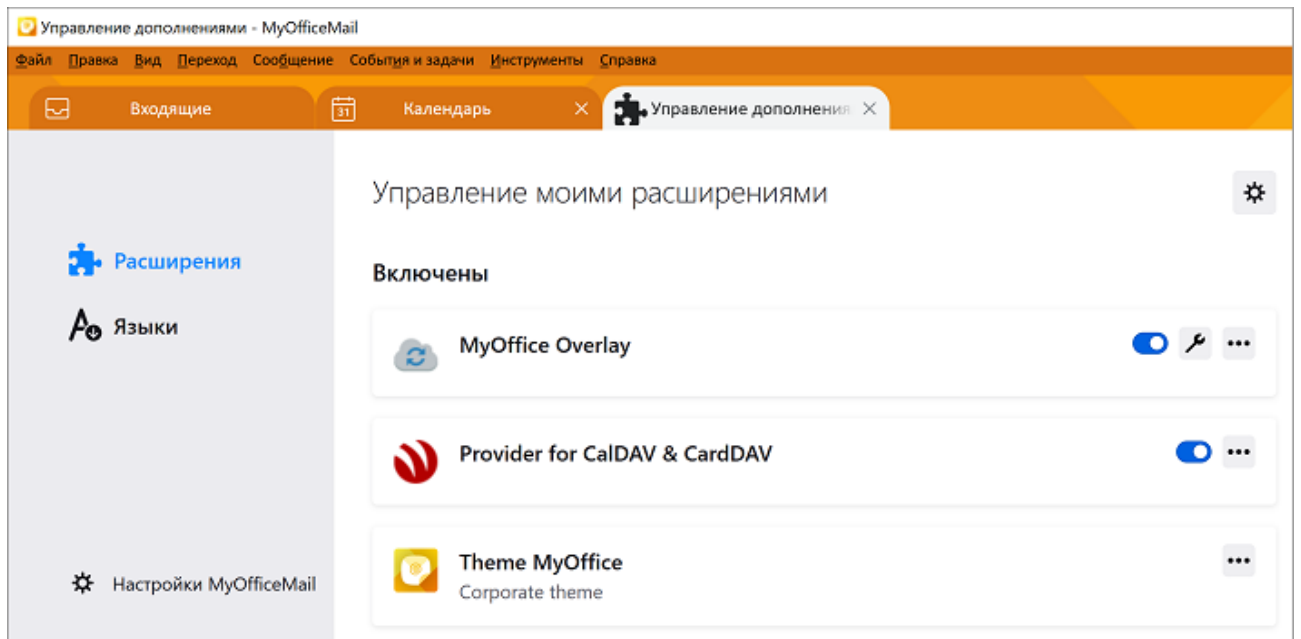 Управление дополнениями - MyOfficeMail
Файл Правка Вид Переход Сообщение События и задачи Инструменты Справка
Входящие 31 Календарь Управление дополнения
Управление моими расширениями
Расширения
Включены
Языки
MyOffice Overlay
Provider for CalDAV & CardDAV
Theme MyOffice
Настройки MyOfficeMail
Corporate theme